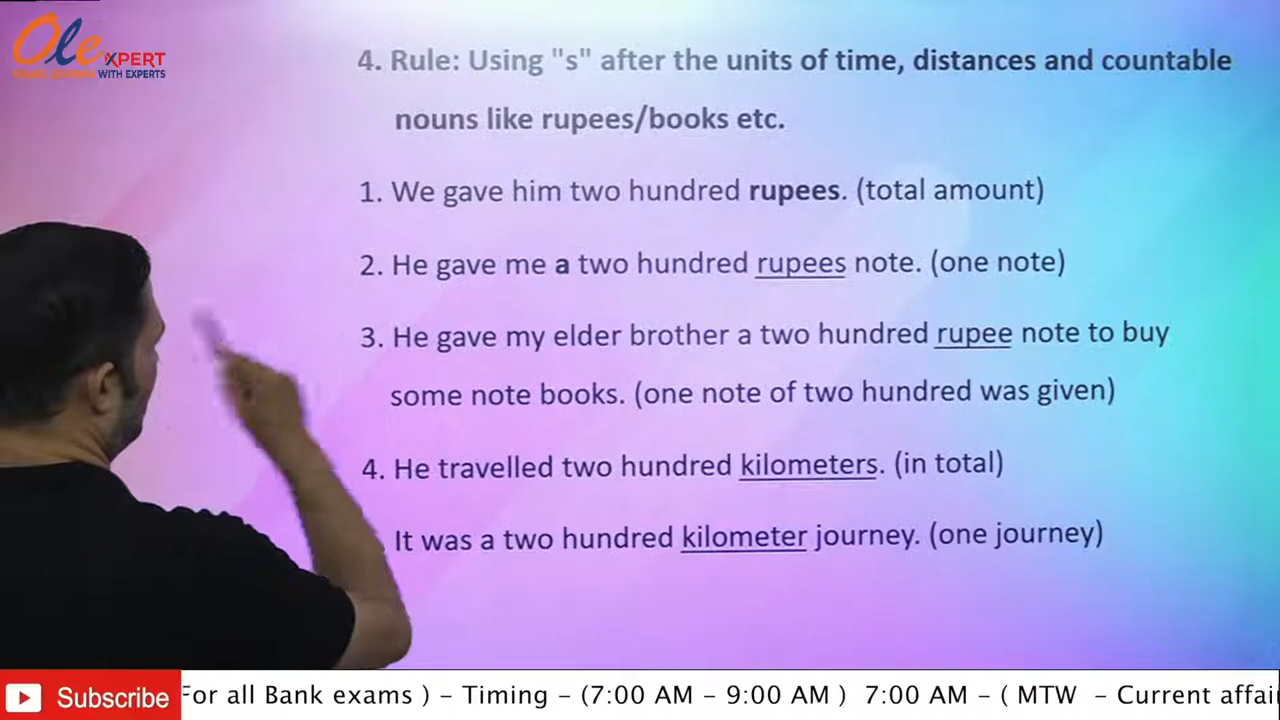 Ole XPERT
WITH EXPERTS
4. Rule: Using "s" after the units of time, distances and countable
nouns like rupees/books etc.
1. We gave him two hundred rupees. (total amount)
2. He gave me a two hundred rupees note. (one note)
3. He gave my elder brother a two hundred rupee note to buy
some note books. (one note of two hundred was given)
4. He travelled two hundred kilometers. (in total)
It was a two hundred kilometer journey. (one journey)
Subscribe
For all Bank exams ) – Timing – (7:00 AM – 9:00 AM ) 7:00 AM – ( MTW – Current affai